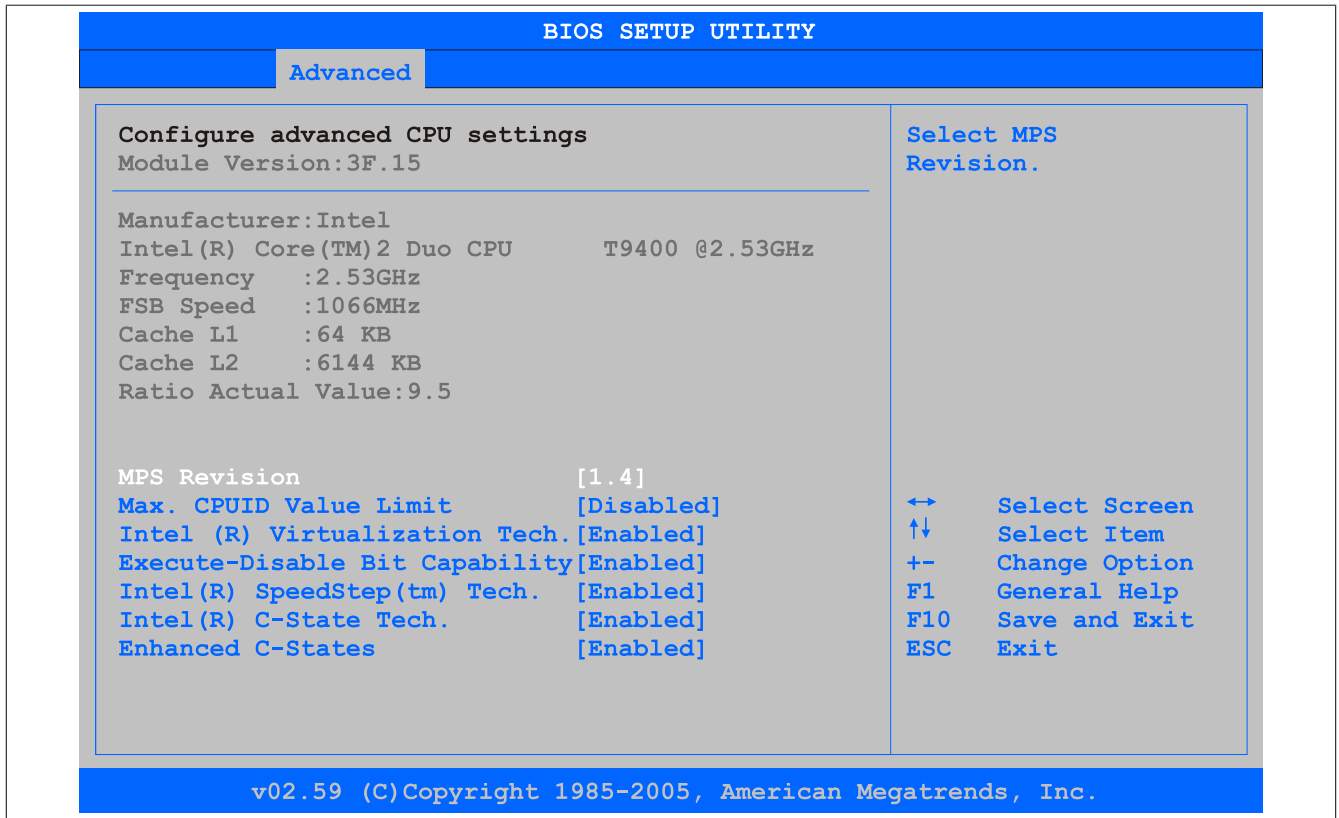 BIOS SETUP UTILITY
Advanced
Configure advanced CPU settings
Module Version:3F.15
Manufacturer:Intel
Intel(R) Core(TM)2 Duo CPU      T9400 @2.53GHz
Frequency   :2.53GHz
FSB Speed   :1066MHz
Cache L1    :64 KB
Cache L2    :6144 KB
Ratio Actual Value:9.5
MPS Revision                  [1.4]
Max. CPUID Value Limit        [Disabled]
Intel (R) Virtualization Tech.[Enabled]
Execute-Disable Bit Capability[Enabled]
Intel(R) SpeedStep(tm) Tech.  [Enabled]
Intel(R) C-State Tech.        [Enabled]
Enhanced C-States             [Enabled]
Select MPS
Revision.
↔     Select Screen
↑↓    Select Item
+-    Change Option
F1    General Help
F10   Save and Exit
ESC   Exit
v02.59 (C)Copyright 1985-2005, American Megatrends, Inc.